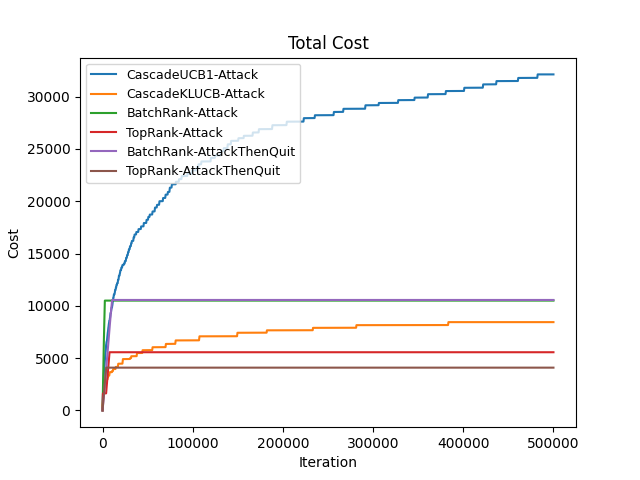 Total Cost
CascadeUCB1-Attack
CascadeKLUCB-Attack
BatchRank-Attack
TopRank-Attack
BatchRank-AttackThenQuit
TopRank-AttackThenQuit
Cost
30000
25000
20000
15000
10000
5000
0
0 100000 200000 300000 400000 500000
Iteration